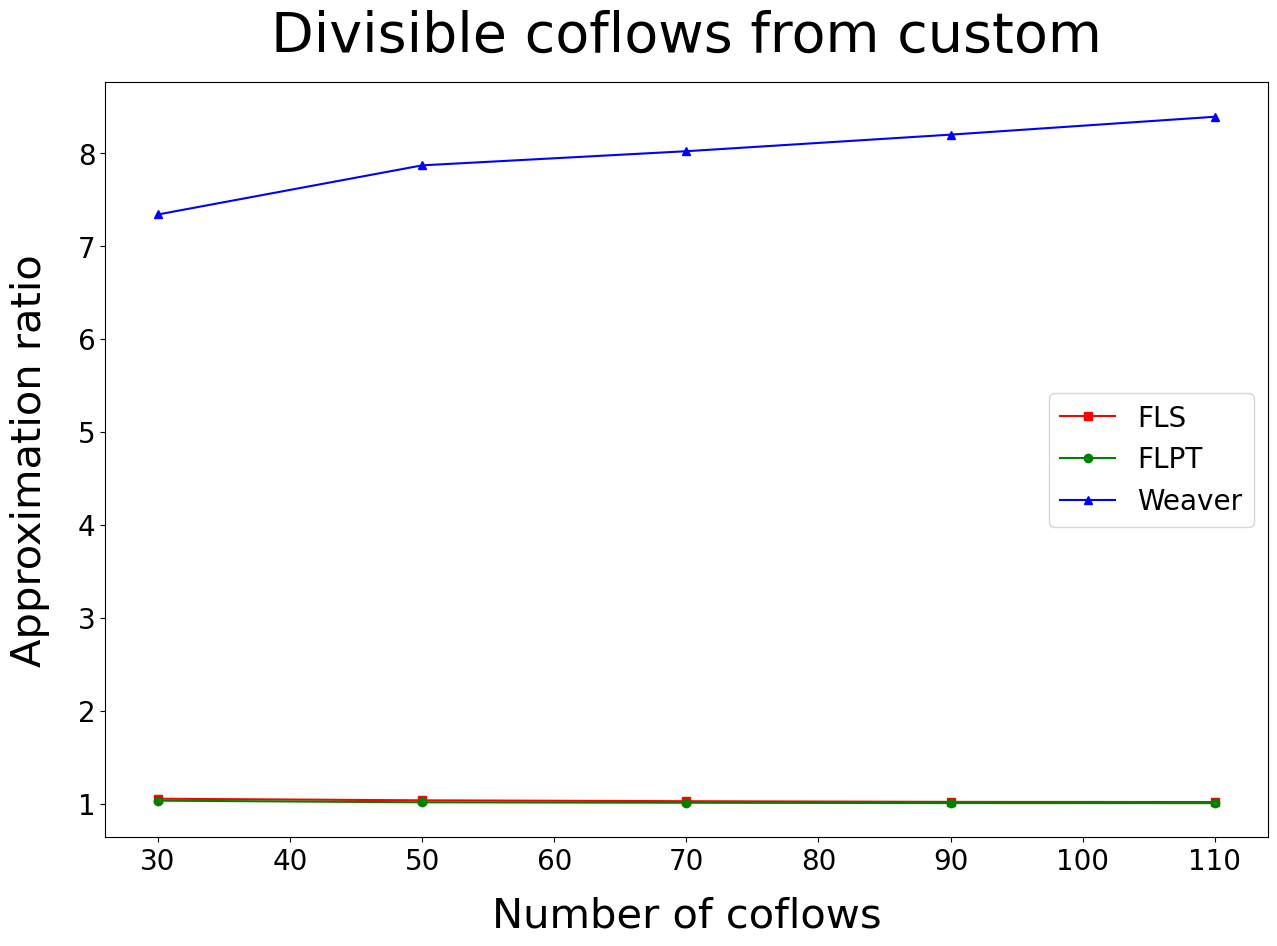 Divisible coflows from custom
Approximation ratio
8
7
6
5
4
3
2
1
FLS
FLPT
Weaver
30 40 50 60 70 80 90 100 110
Number of coflows